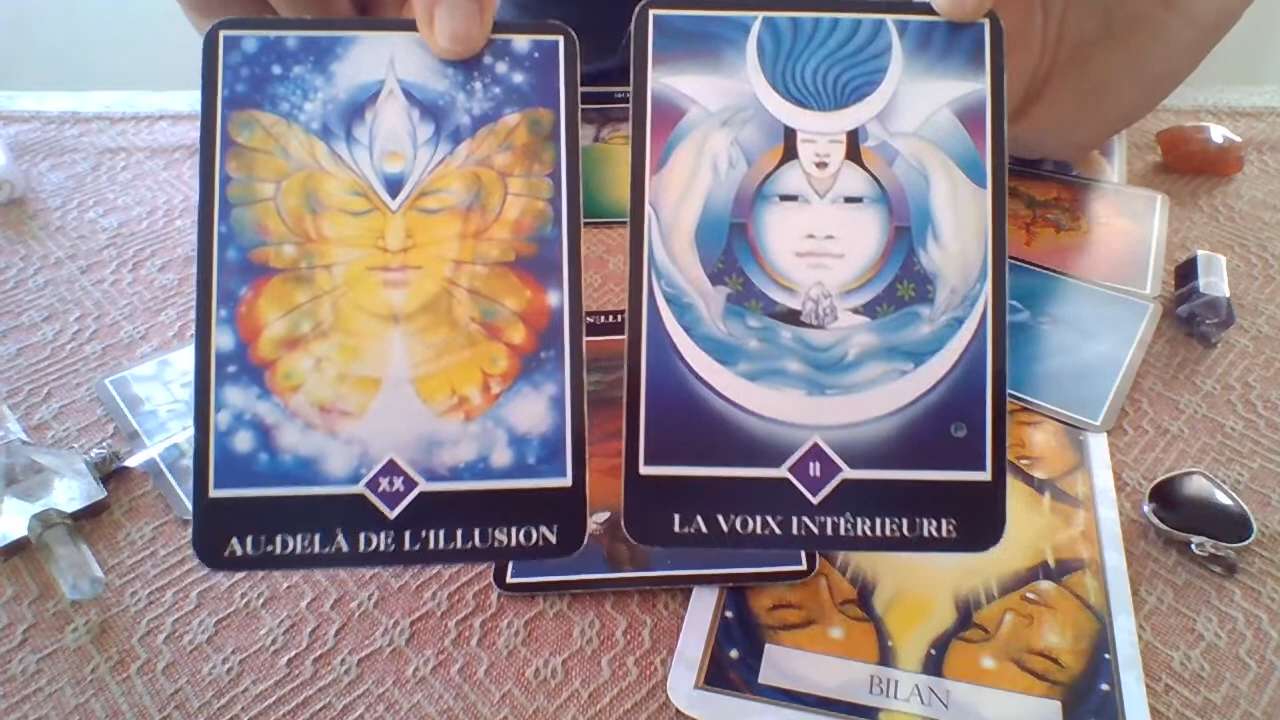 XX
AU-DELÀ DE L'ILLUSION
II
LA VOIX INTÉRIEURE
BILAN